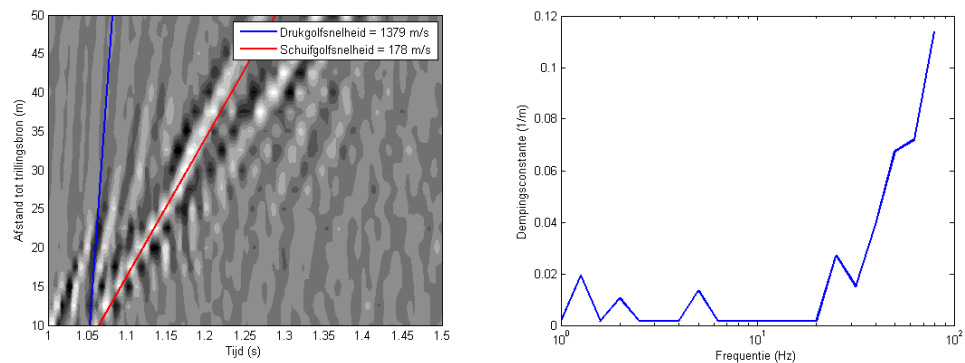 Drukgolfsnelheid = 1379 m/s
Schuifgolfsnelheid = 178 m/s
50
45
40
35
30
25
20
15
10
Afstand tot trillingsbron (m)
1 1.05 1.1 1.15 1.2 1.25 1.3 1.35 1.4 1.45 1.5
Tijd (s)
0.12
0.1
0.08
0.06
0.04
0.02
0
Dempingsconstante (1/m)
10^0 10^1 10^2
Frequentie (Hz)